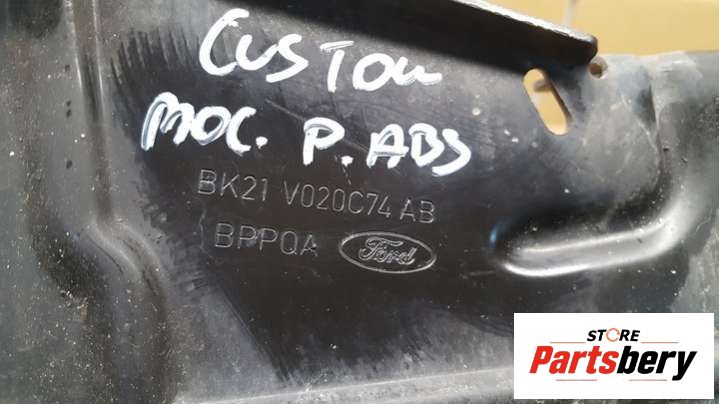 CUSTOM
MOC. P. ABS
BK21 V020C74 AB
BPPQA Ford
STORE
Partsbery